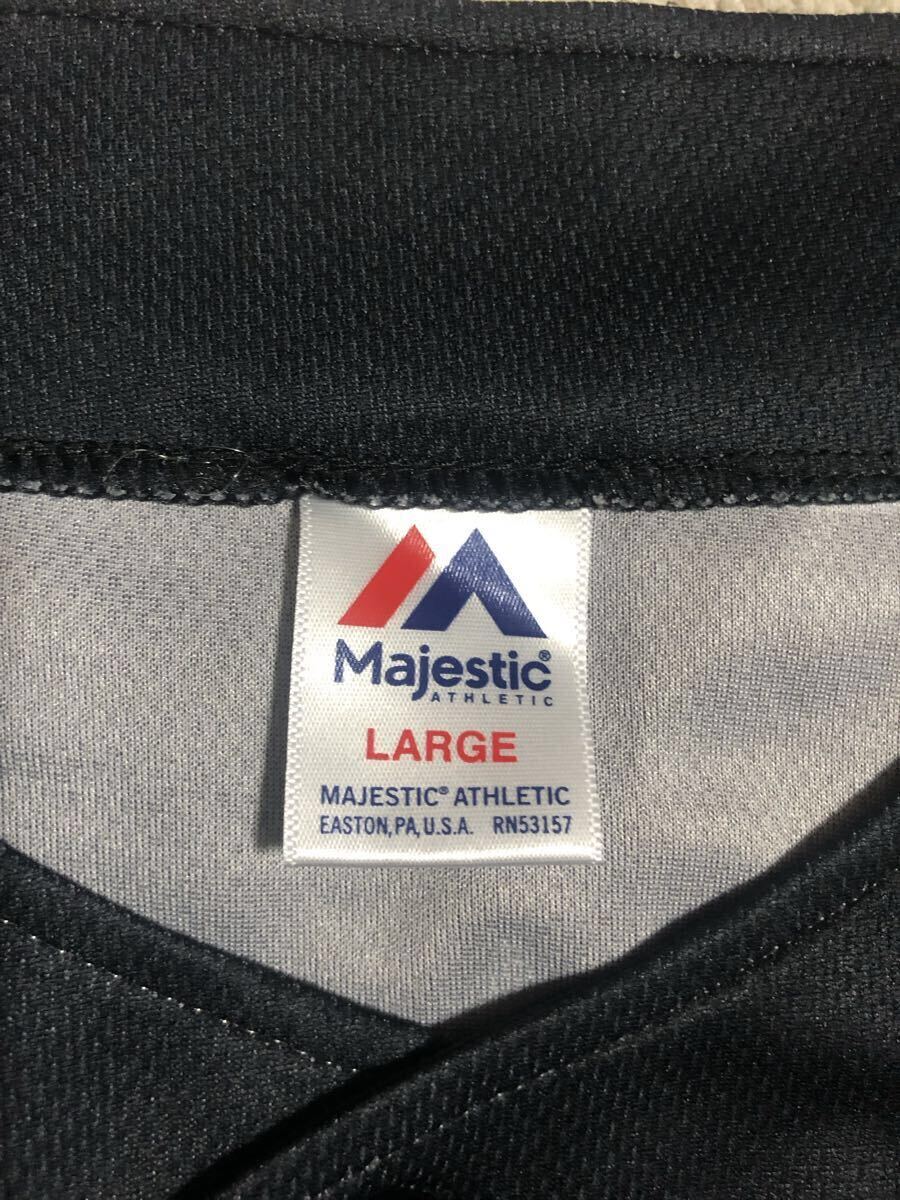 Majestic®
ATHLETIC
LARGE
MAJESTIC® ATHLETIC
EASTON, PA, U.S.A. RN53157